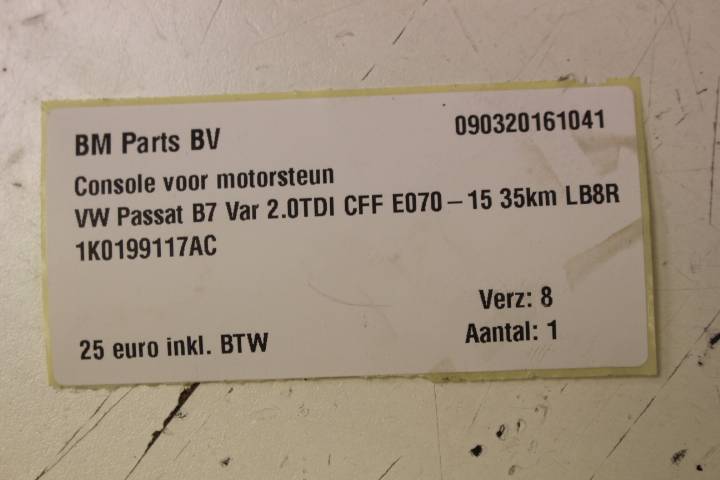 BM Parts BV
090320161041
Console voor motorsteun
VW Passat B7 Var 2.0TDI CFF E070 – 15 35km LB8R
1K0199117AC
Verz: 8
25 euro inkl. BTW
Aantal: 1